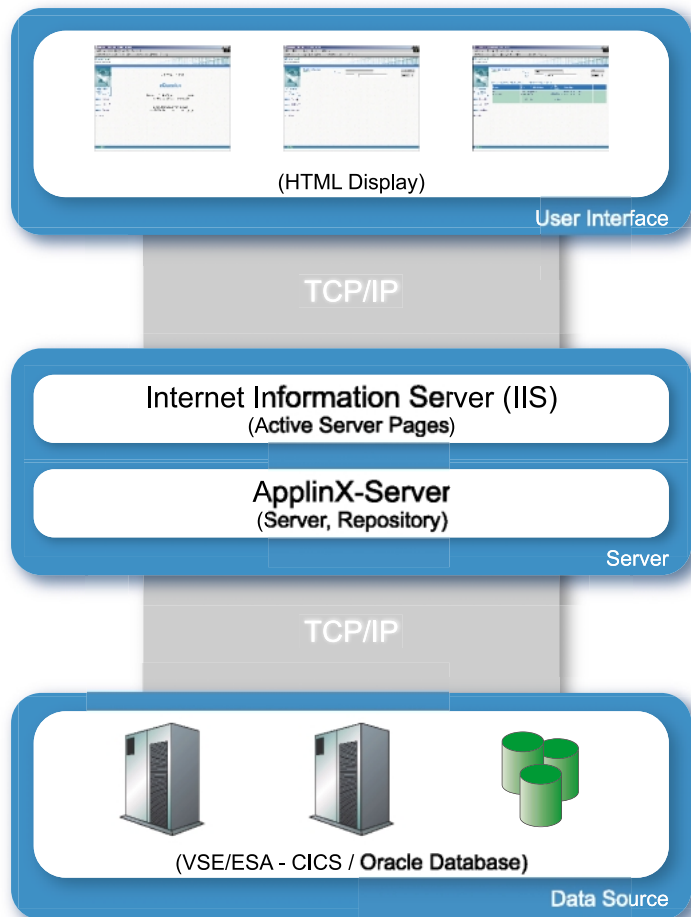 (HTML Display)
User Interface
TCP/IP
Internet Information Server (IIS)
(Active Server Pages)
ApplinX-Server
(Server, Repository)
Server
TCP/IP
(VSE/ESA - CICS / Oracle Database)
Data Source